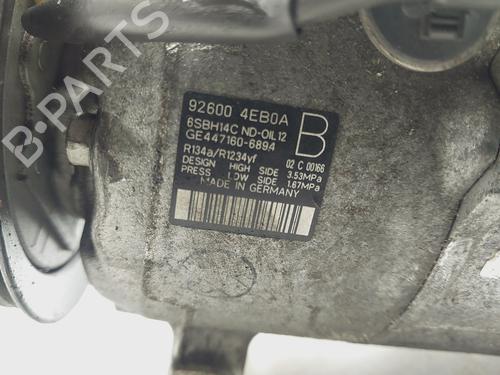 92600 4EB0A
B
6SBH14C ND-OIL12
GE447160-6894
R134a/R1234yf 02 C 00166
DESIGN HIGH SIDE 3.53MPa
PRESS LOW SIDE 1.67MPa
MADE IN GERMANY
B-PARTS